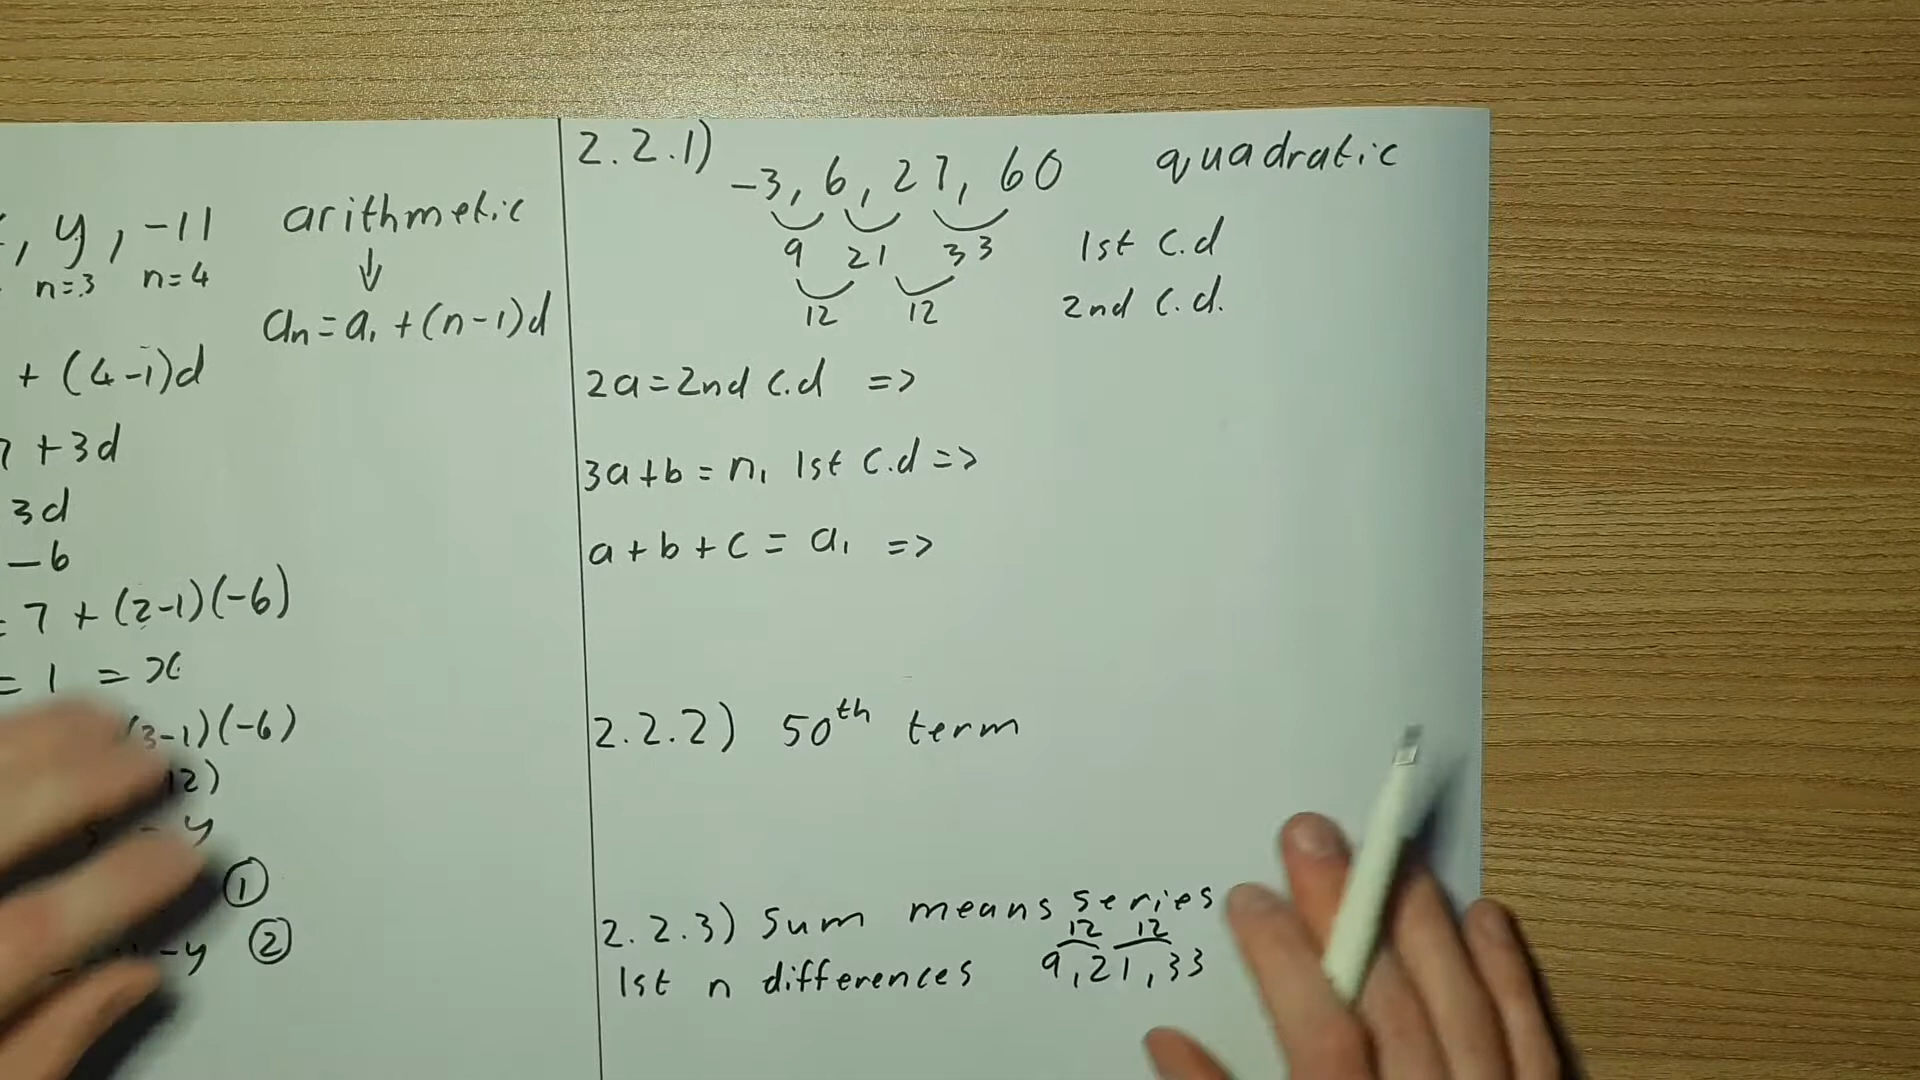 , y, -11 arithmetic
n=3 n=4 ↓
an = a1 + (n-1)d
+ (4-1)d
7 + 3d
3d
-6
= 7 + (2-1)(-6)
= 1 = x
(3-1)(-6)
12)
- y
①
-y ②
2.2.1) -3, 6, 27, 60 quadratic
9 21 33 1st C.d
12 12 2nd C.d.
2a = 2nd C.d =>
3a+b = n1 1st C.d =>
a + b + c = a1 =>
2.2.2) 50th term
2.2.3) Sum means series
12 12
1st n differences 9, 21, 33